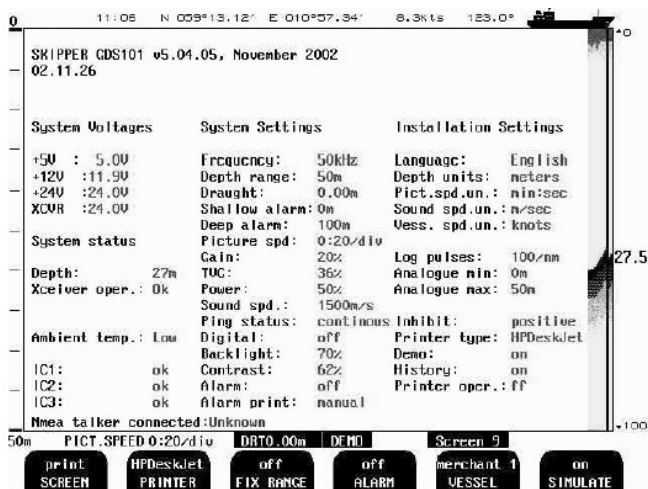 0 11:06 N 059°13.12' E 010°57.34' 8.3Kts 123.0°
0
SKIPPER GDS101 v5.04.05, November 2002
02.11.26
System Voltages System Settings Installation Settings
+5V : 5.0V Frequency: 50kHz Language: English
+12V :11.9V Depth range: 50m Depth units: meters
+24V :24.0V Draught: 0.00m Pict.spd.un.: min:sec
XCVR :24.0V Shallow alarm: 0m Sound spd.un.: m/sec
Deep alarm: 100m Vess. spd.un.: knots
System status Picture spd: 0:20/div
Gain: 20% Log pulses: 100/nm 27.5
Depth: 27m TVG: 36% Analogue min: 0m
Xceiver oper.: Ok Power: 50% Analogue max: 50m
Sound spd.: 1500m/s
Ping status: continous Inhibit: positive
Ambient temp.: Low Digital: off Printer type: HPDeskJet
Backlight: 70% Demo: on
IC1: ok Contrast: 62% History: on
IC2: ok Alarm: off Printer oper.: ff
IC3: ok Alarm print: manual
Nmea talker connected:Unknown
100
50m PICT.SPEED 0:20/div DRT0.00m DEMO Screen 9
print HPDeskJet off off merchant 1 on
SCREEN PRINTER FIX RANGE ALARM VESSEL SIMULATE